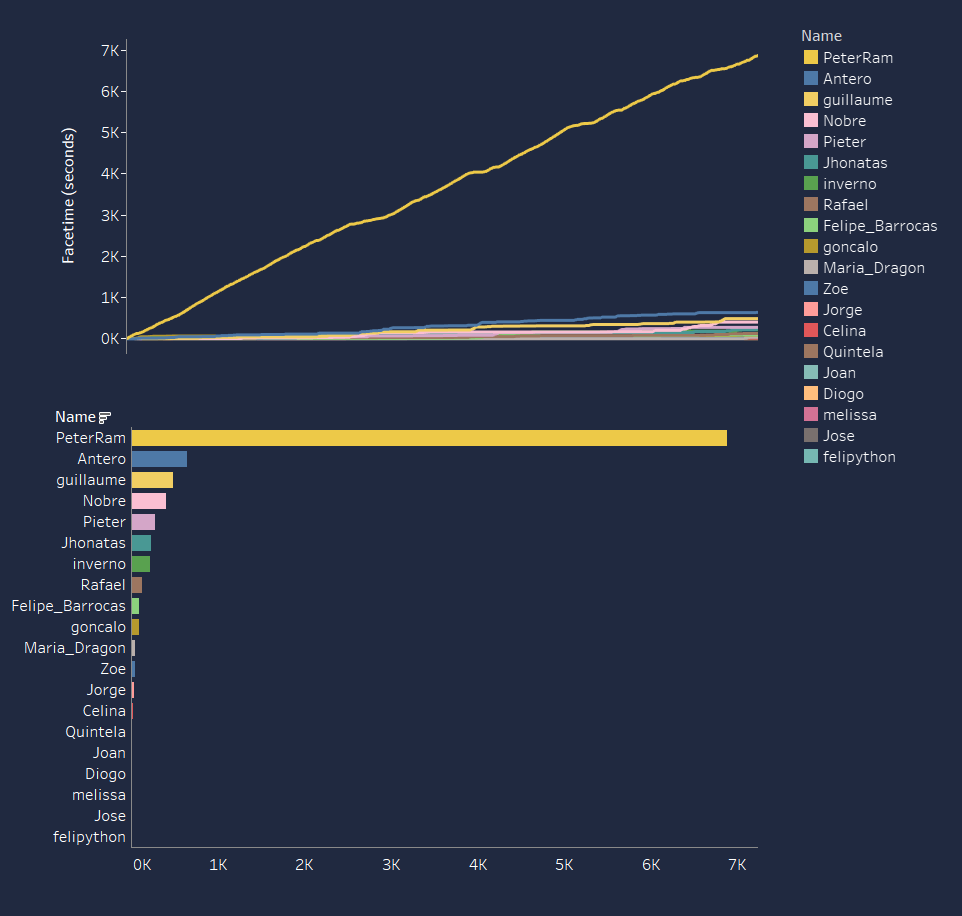 7K
6K
5K
4K
3K
2K
1K
0K
Facetime (seconds)
Name
PeterRam
Antero
guillaume
Nobre
Pieter
Jhonatas
inverno
Rafael
Felipe_Barrocas
goncalo
Maria_Dragon
Zoe
Jorge
Celina
Quintela
Joan
Diogo
melissa
Jose
felipython
Name
PeterRam
Antero
guillaume
Nobre
Pieter
Jhonatas
inverno
Rafael
Felipe_Barrocas
goncalo
Maria_Dragon
Zoe
Jorge
Celina
Quintela
Joan
Diogo
melissa
Jose
felipython
0K 1K 2K 3K 4K 5K 6K 7K